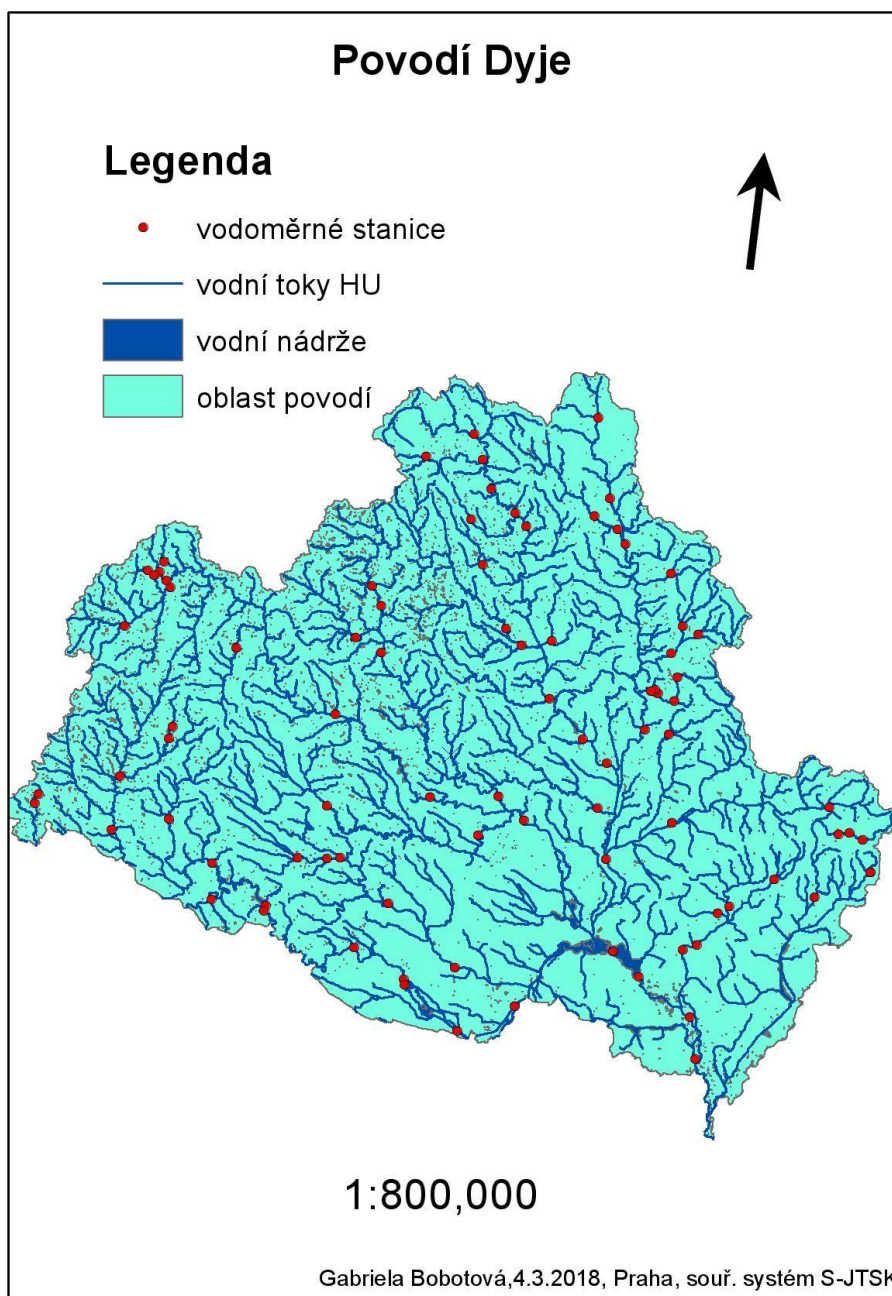 Povodí Dyje
Legenda
vodoměrné stanice
vodní toky HU
vodní nádrže
oblast povodí
1:800,000
Gabriela Bobotová,4.3.2018, Praha, souř. systém S-JTSK